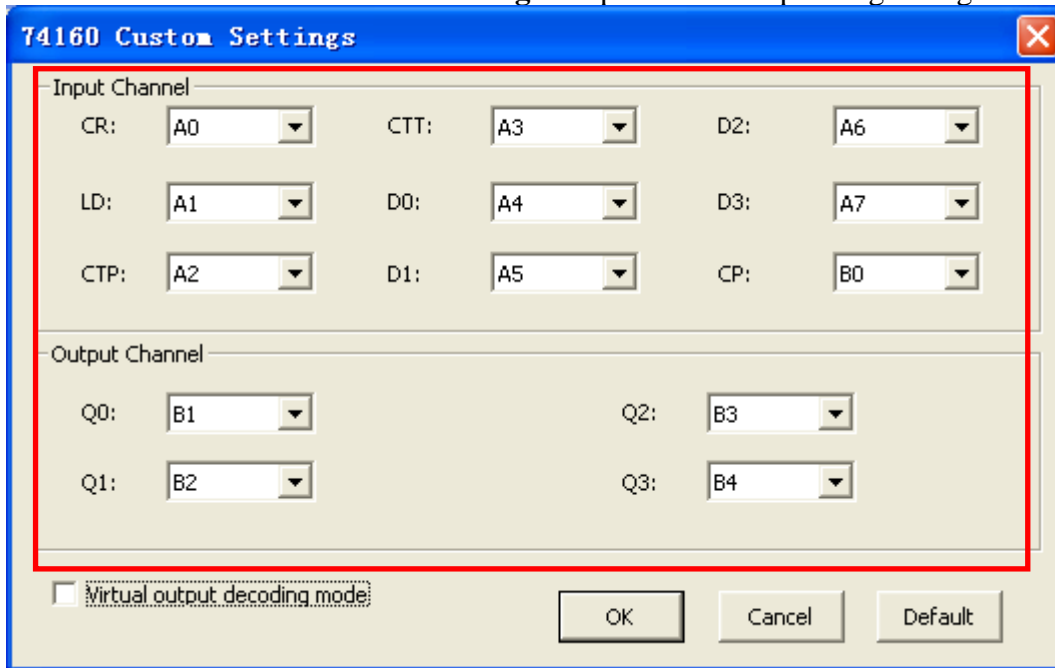 74160 Custom Settings
Input Channel
CR: A0 CTT: A3 D2: A6
LD: A1 D0: A4 D3: A7
CTP: A2 D1: A5 CP: B0
Output Channel
Q0: B1 Q2: B3
Q1: B2 Q3: B4
Virtual output decoding mode
OK Cancel Default